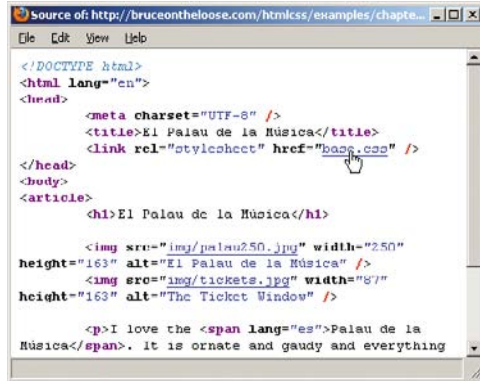 Source of: http://bruceontheloose.com/htmlcss/examples/chapte...
File Edit View Help
<!DOCTYPE html>
<html lang="en">
<head>
<meta charset="UTF-8" />
<title>El Palau de la Música</title>
<link rel="stylesheet" href="base.css" />
</head>
<body>
<article>
<h1>El Palau de la Música</h1>
<img src="img/palau250.jpg" width="250"
height="163" alt="El Palau de la Música" />
<img src="img/tickets.jpg" width="87"
height="163" alt="The Ticket Window" />
<p>I love the <span lang="es">Palau de la
Música</span>. It is ornate and gaudy and everything